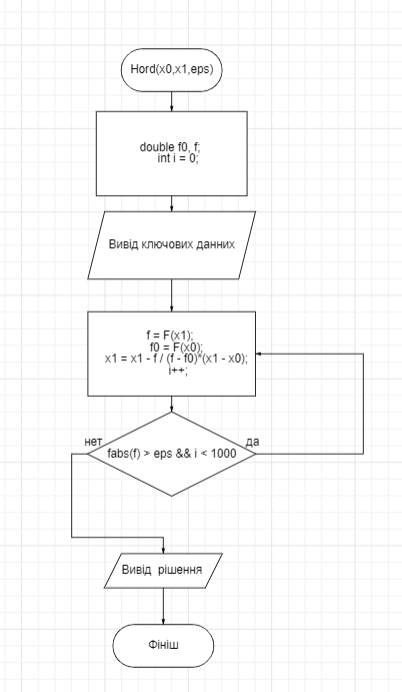 Hord(x0,x1,eps)
double f0, f;
int i = 0;
Вивід ключових данних
f = F(x1);
f0 = F(x0);
x1 = x1 - f / (f - f0)*(x1 - x0);
i++;
нет
да
fabs(f) > eps && i < 1000
Вивід рішення
Фініш